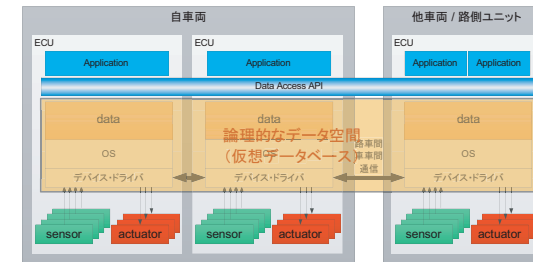 自車両
他車両 / 路側ユニット
ECU
ECU
ECU
Application
Application
Application
Application
Data Access API
data
data
data
論理的なデータ空間
(仮想データベース)
路車間
車車間
通信
OS
OS
OS
デバイス・ドライバ
デバイス・ドライバ
デバイス・ドライバ
sensor
actuator
sensor
actuator
sensor
actuator